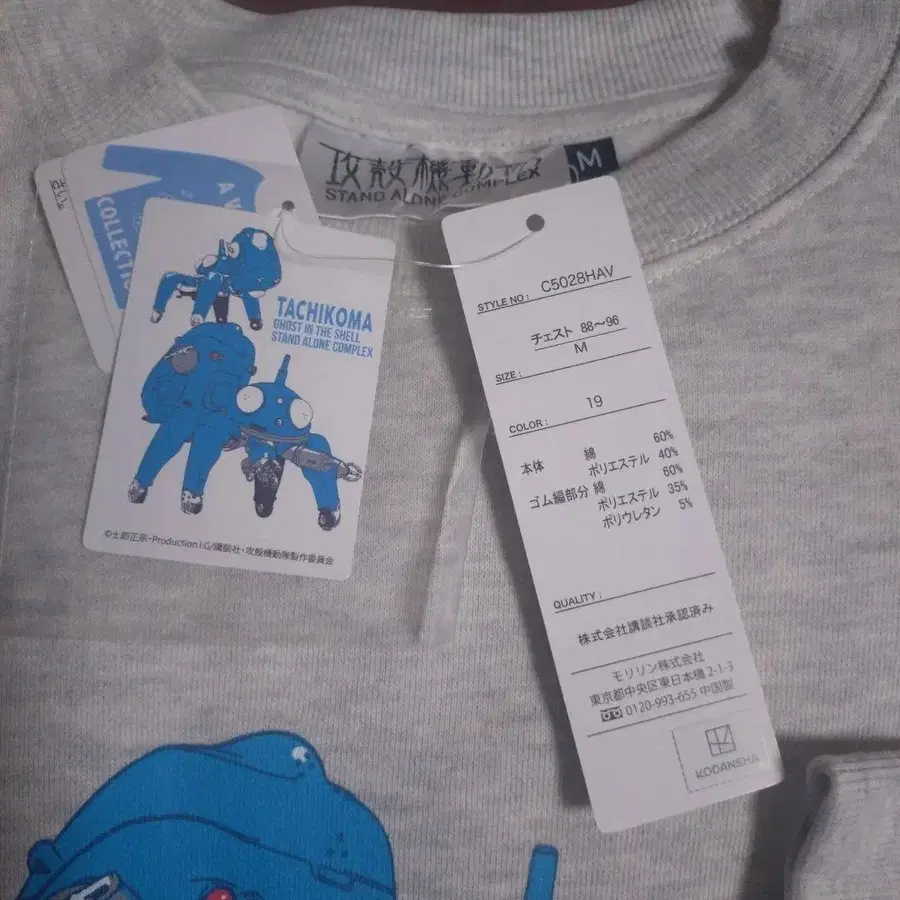 攻殻機動隊
STAND ALONE COMPLEX
M
COLLECTION
TACHIKOMA
GHOST IN THE SHELL
STAND ALONE COMPLEX
©士郎正宗・Production I.G/講談社・攻殻機動隊製作委員会
STYLE NO : C5028HAV
チェスト 88〜96
M
SIZE :
19
COLOR :
本体 綿 60%
ポリエステル 40%
ゴム編部分 綿 60%
ポリエステル 35%
ポリウレタン 5%
QUALITY :
株式会社講談社承認済み
モリリン株式会社
東京都中央区東日本橋 2-1-3
0120-993-655 中国製
KODANSHA